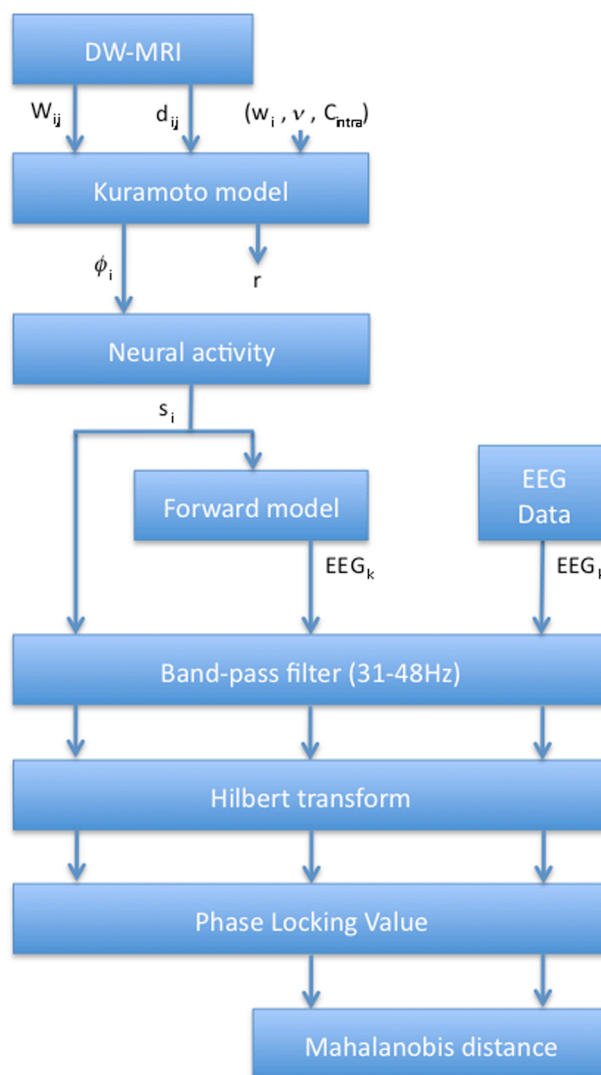 DW-MRI
Wij dij (wi , ν , Cintra)
Kuramoto model
ϕi r
Neural activity
si
Forward model
EEG
Data
EEGk EEGk
Band-pass filter (31-48Hz)
Hilbert transform
Phase Locking Value
Mahalanobis distance